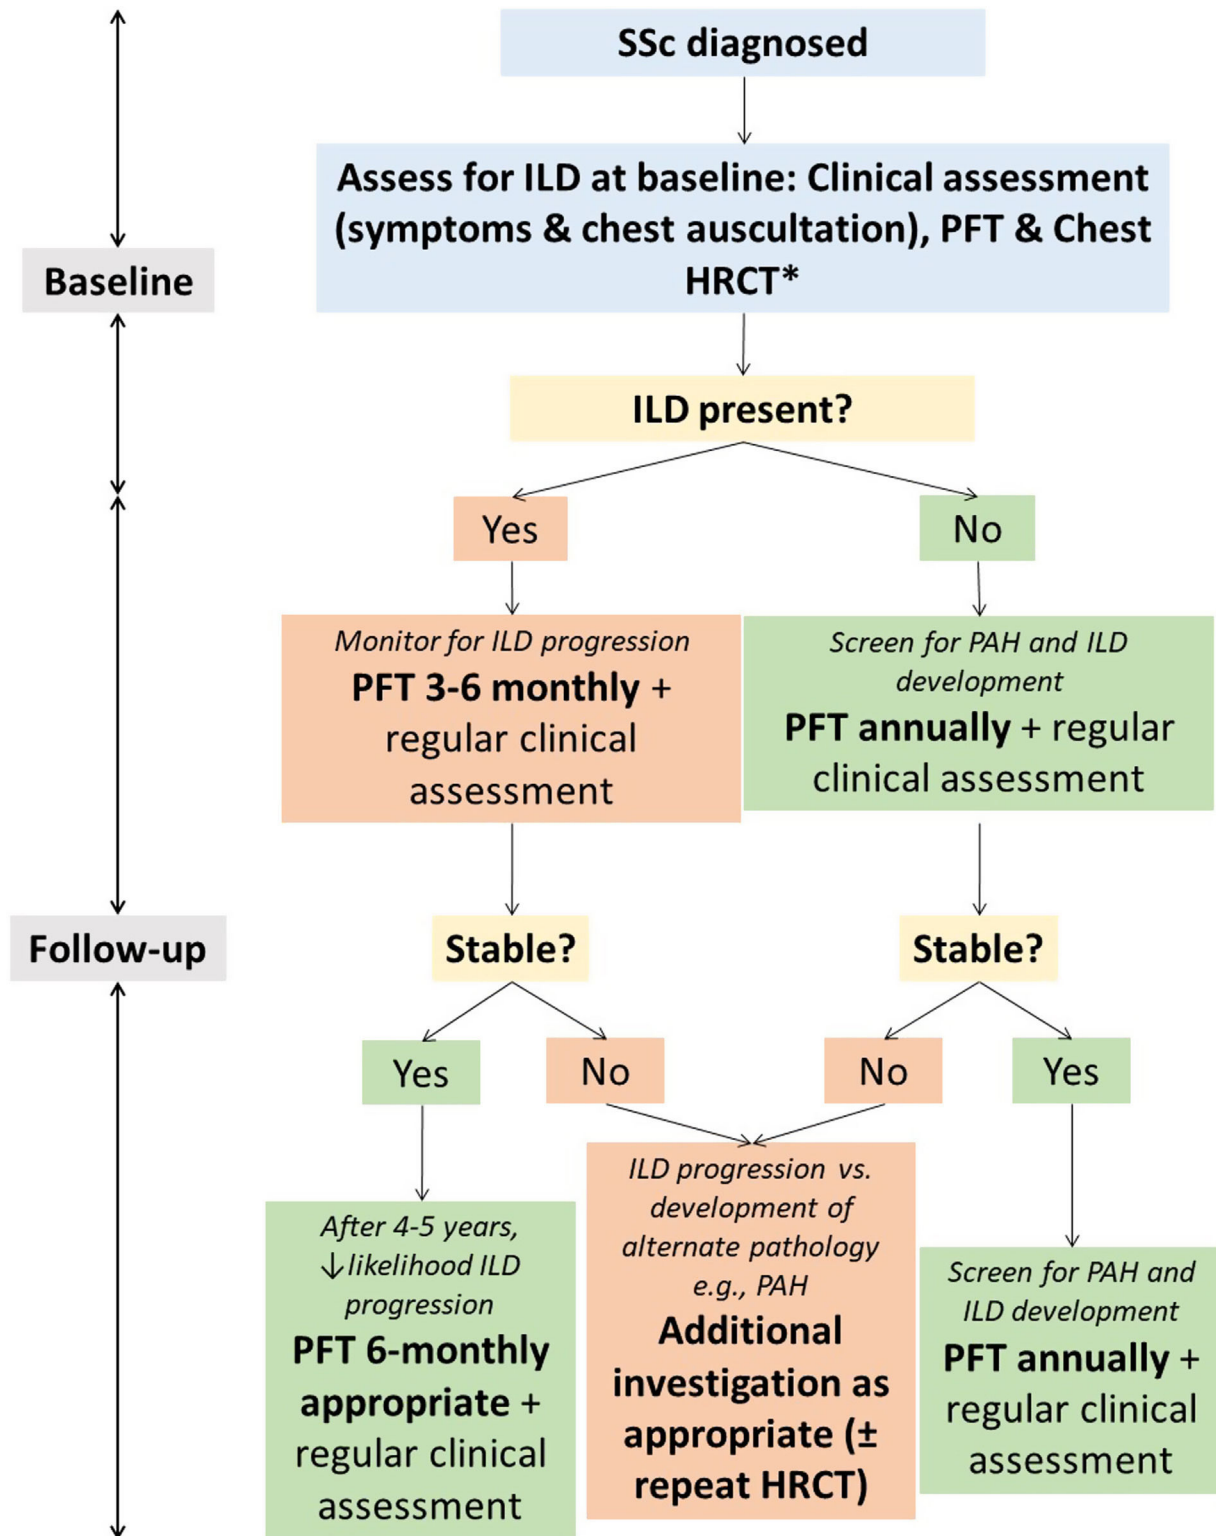 SSc diagnosed
Assess for ILD at baseline: Clinical assessment
(symptoms & chest auscultation), PFT & Chest
HRCT*
Baseline
ILD present?
Yes
No
Monitor for ILD progression
PFT 3-6 monthly +
regular clinical
assessment
Screen for PAH and ILD
development
PFT annually + regular
clinical assessment
Follow-up
Stable?
Stable?
Yes
No
No
Yes
After 4-5 years,
↓likelihood ILD
progression
PFT 6-monthly
appropriate +
regular clinical
assessment
ILD progression vs.
development of
alternate pathology
e.g., PAH
Additional
investigation as
appropriate (±
repeat HRCT)
Screen for PAH and
ILD development
PFT annually +
regular clinical
assessment